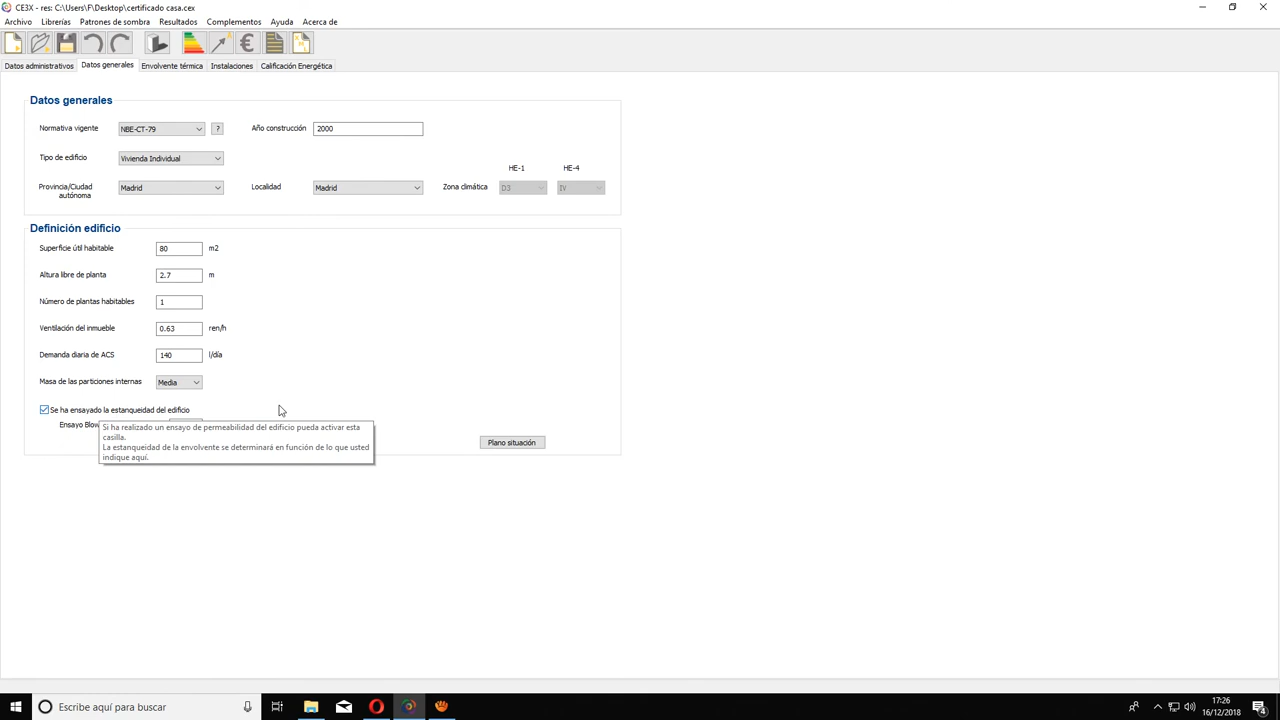 CE3X - res: C:\Users\F\Desktop\certificado casa.cex
Archivo Librerías Patrones de sombra Resultados Complementos Ayuda Acerca de
Datos administrativos Datos generales Envolvente térmica Instalaciones Calificación Energética
Datos generales
Normativa vigente NBE-CT-79 ? Año construcción 2000
Tipo de edificio Vivienda Individual
HE-1 HE-4
Provincia/Ciudad autónoma Madrid Localidad Madrid Zona climática D3 IV
Definición edificio
Superficie útil habitable 80 m2
Altura libre de planta 2.7 m
Número de plantas habitables 1
Ventilación del inmueble 0.63 ren/h
Demanda diaria de ACS 140 l/día
Masa de las particiones internas Media
Se ha ensayado la estanqueidad del edificio
Ensayo
Si ha realizado un ensayo de permeabilidad del edificio pueda activar esta
casilla.
La estanqueidad de la envolvente se determinará en función de lo que usted
indique aquí.
Plano situación
Escribe aquí para buscar
17:26
16/12/2018
4